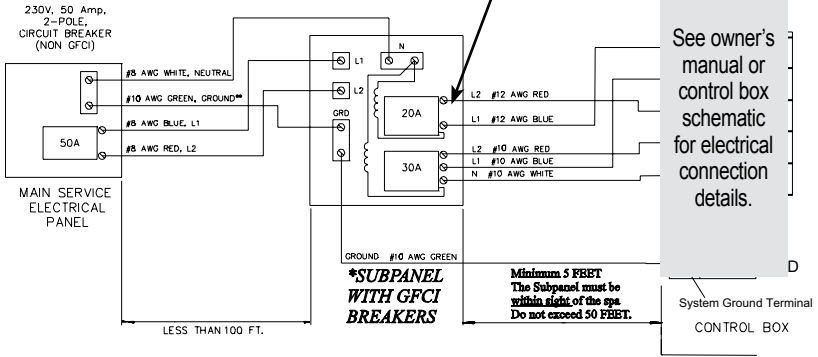 230V, 50 Amp,
2-POLE,
CIRCUIT BREAKER
(NON GFCI)
#8 AWG WHITE, NEUTRAL
#10 AWG GREEN, GROUND**
#8 AWG BLUE, L1
#8 AWG RED, L2
50A
MAIN SERVICE
ELECTRICAL
PANEL
LESS THAN 100 FT.
N
L1
L2
GRD
20A
30A
L2 #12 AWG RED
L1 #12 AWG BLUE
L2 #10 AWG RED
L1 #10 AWG BLUE
N #10 AWG WHITE
GROUND #10 AWG GREEN
*SUBPANEL
WITH GFCI
BREAKERS
Minimum 5 FEET
The Subpanel must be
within sight of the spa
Do not exceed 50 FEET.
See owner's
manual or
control box
schematic
for electrical
connection
details.
D
System Ground Terminal
CONTROL BOX